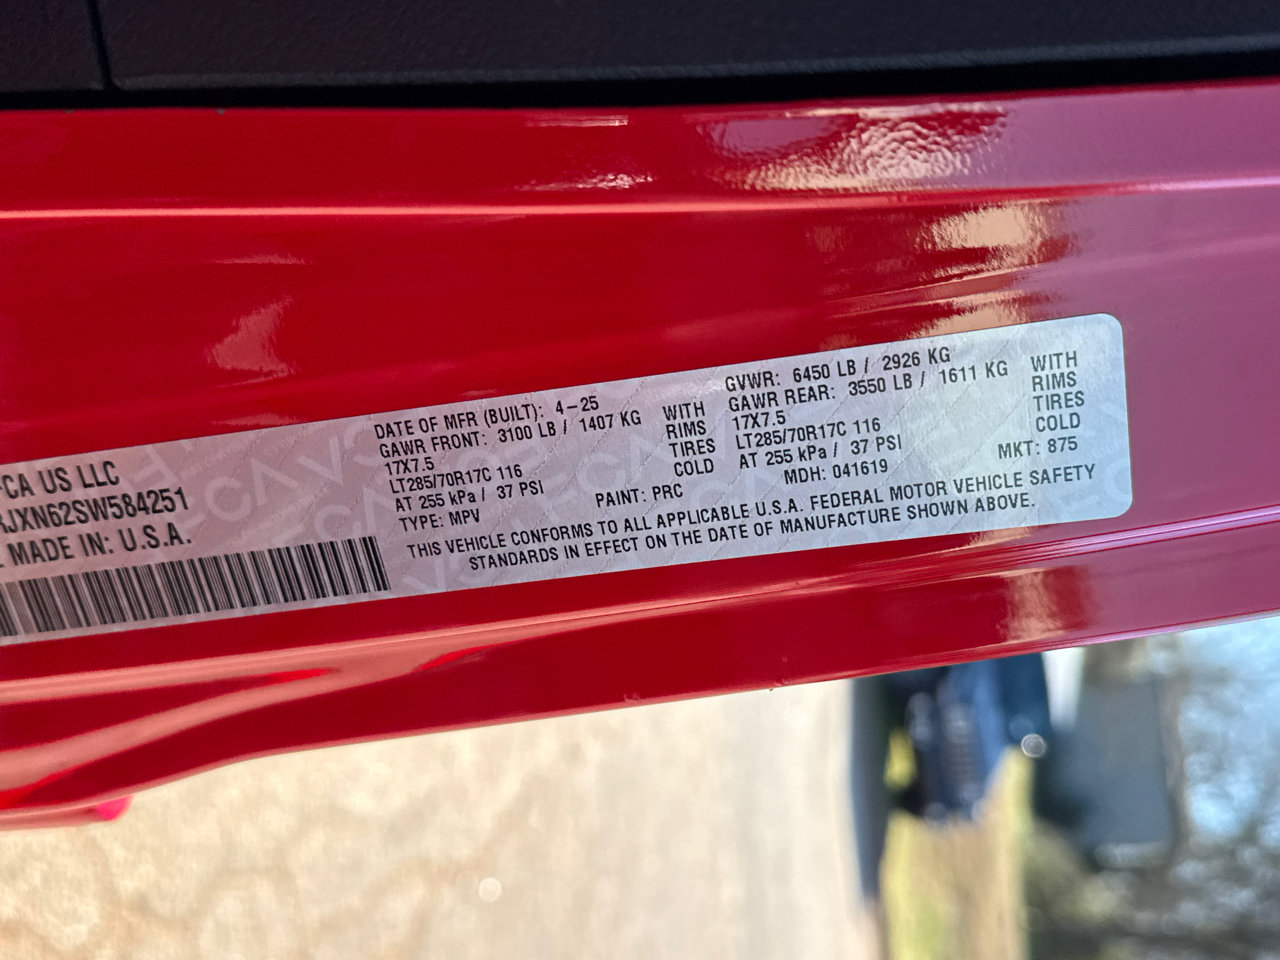 CA US LLC
JXN62SW584251
MADE IN: U.S.A.
DATE OF MFR (BUILT): 4-25
GAWR FRONT: 3100 LB / 1407 KG WITH
17X7.5 RIMS
LT285/70R17C 116 TIRES
AT 255 kPa / 37 PSI COLD
TYPE: MPV PAINT: PRC
GVWR: 6450 LB / 2926 KG
GAWR REAR: 3550 LB / 1611 KG WITH
17X7.5 RIMS
LT285/70R17C 116 TIRES
AT 255 kPa / 37 PSI COLD
MDH: 041619 MKT: 875
THIS VEHICLE CONFORMS TO ALL APPLICABLE U.S.A. FEDERAL MOTOR VEHICLE SAFETY
STANDARDS IN EFFECT ON THE DATE OF MANUFACTURE SHOWN ABOVE.